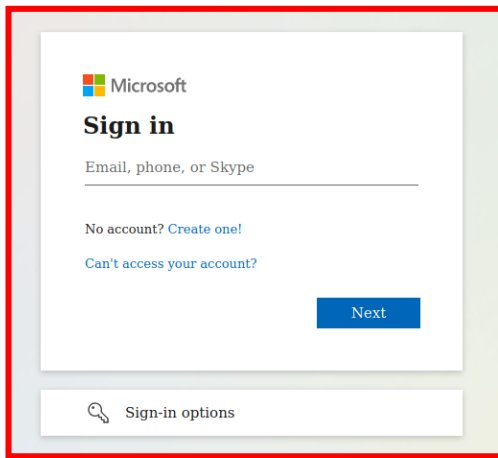 Microsoft
Sign in
Email, phone, or Skype
No account? Create one!
Can't access your account?
Next
Sign-in options